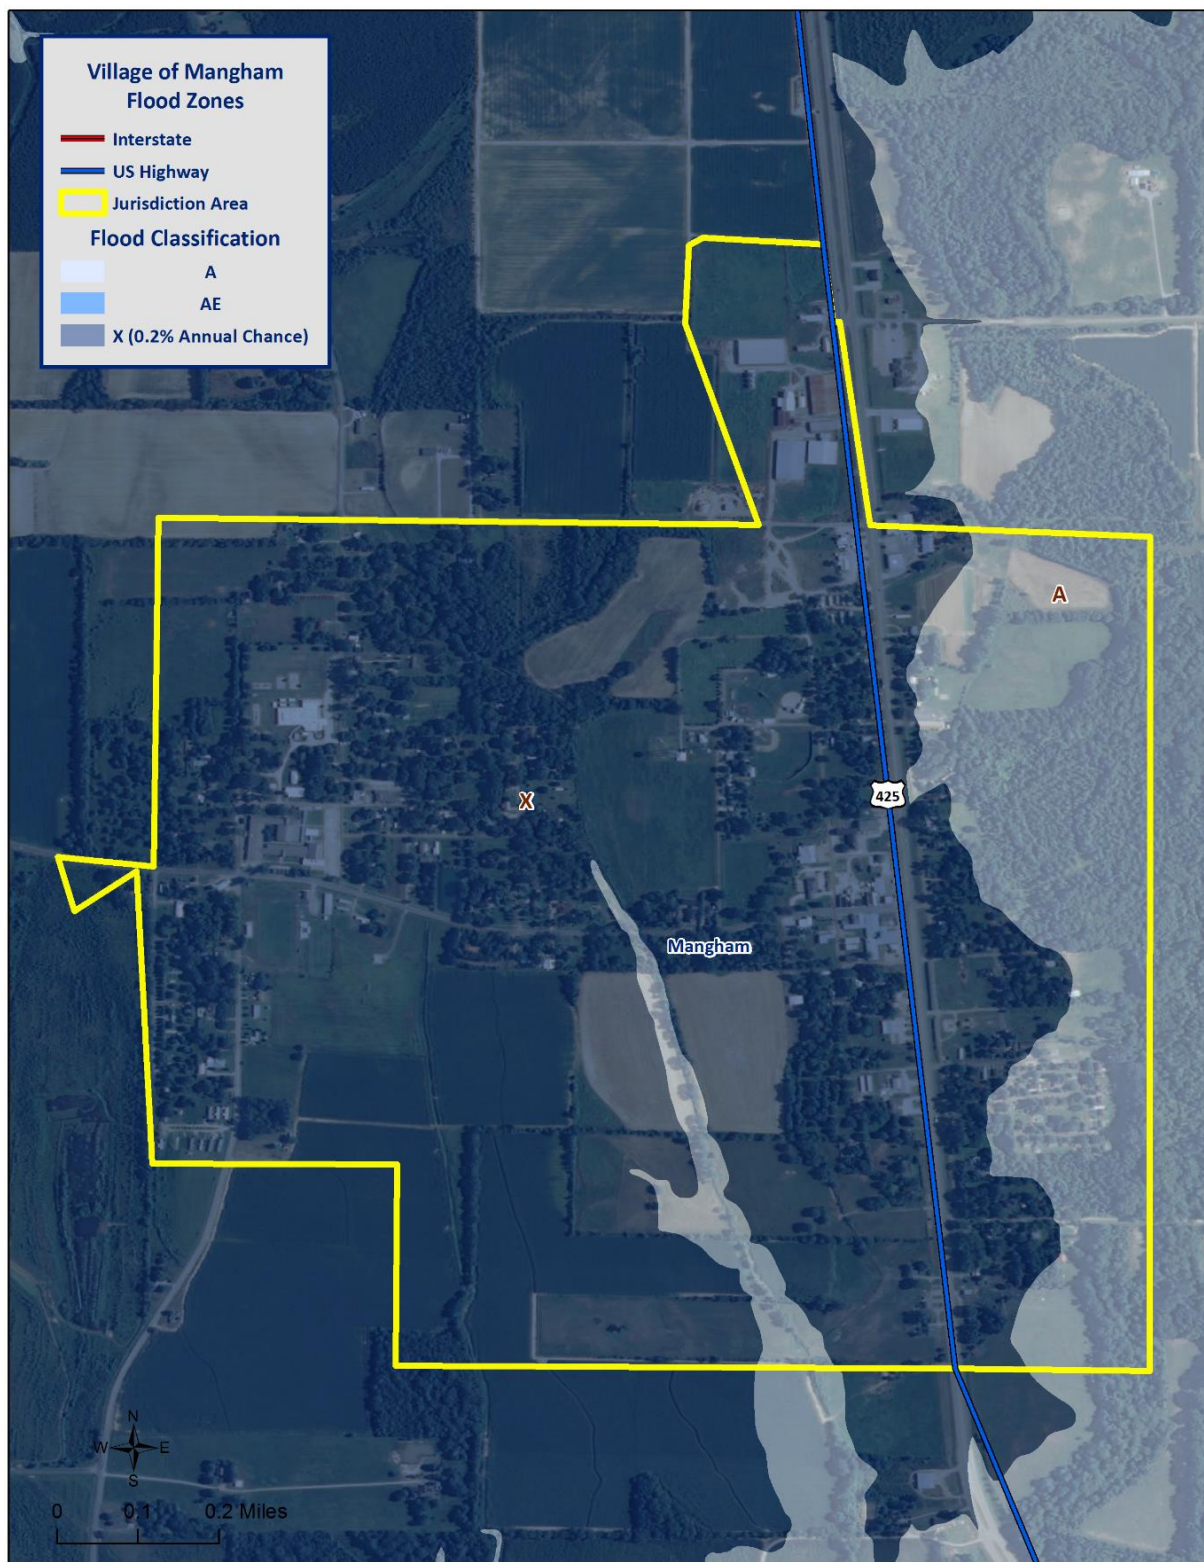 Village of Mangham
Flood Zones
Interstate
US Highway
Jurisdiction Area
Flood Classification
A
AE
X (0.2% Annual Chance)
A
X
425
Mangham
N
W E
S
0 0.1 0.2 Miles